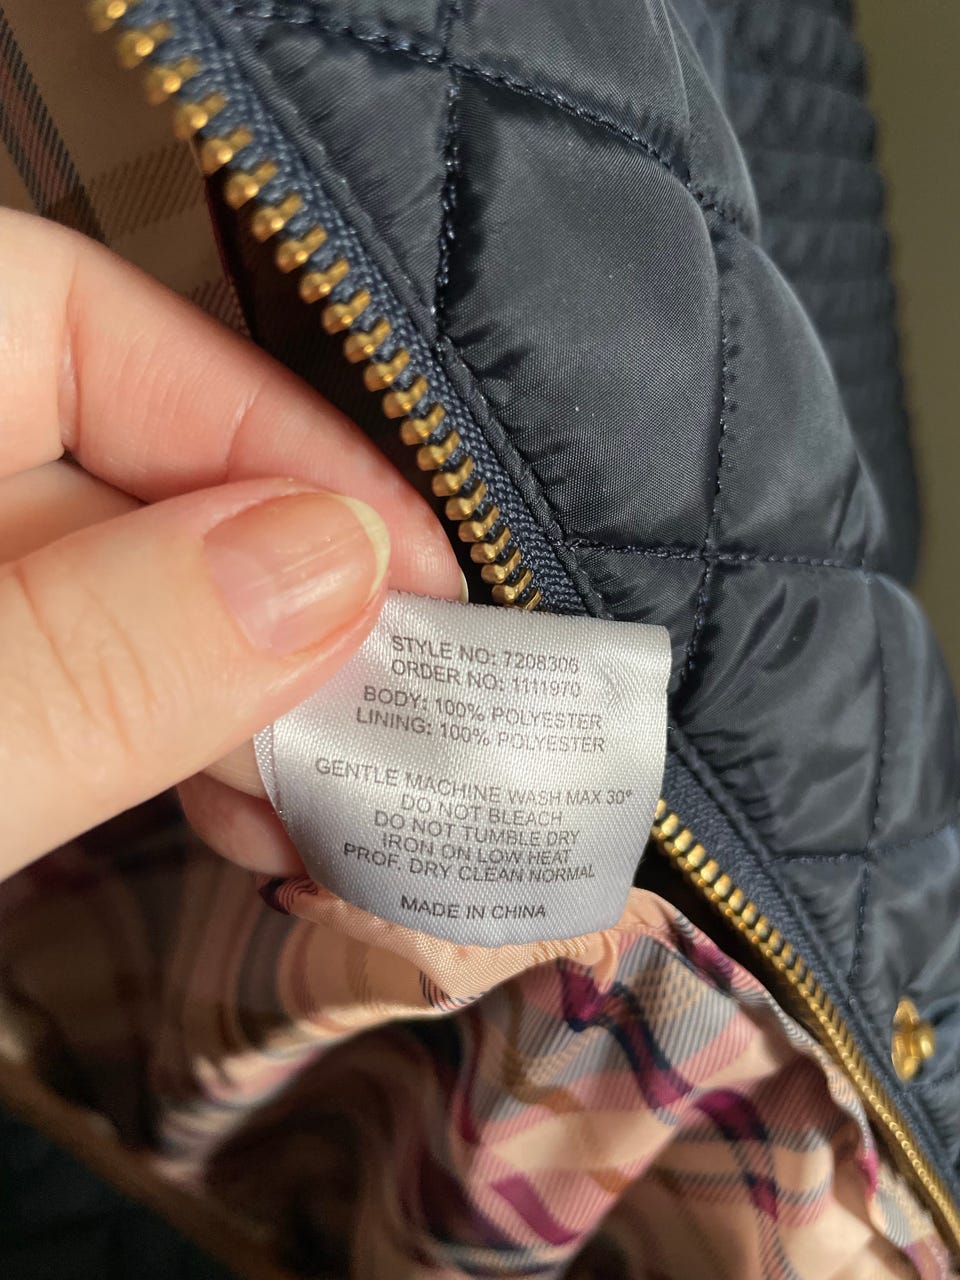 STYLE NO: 7208306
ORDER NO: 1111970
BODY: 100% POLYESTER
LINING: 100% POLYESTER
GENTLE MACHINE WASH MAX 30°
DO NOT BLEACH
DO NOT TUMBLE DRY
IRON ON LOW HEAT
PROF. DRY CLEAN NORMAL
MADE IN CHINA